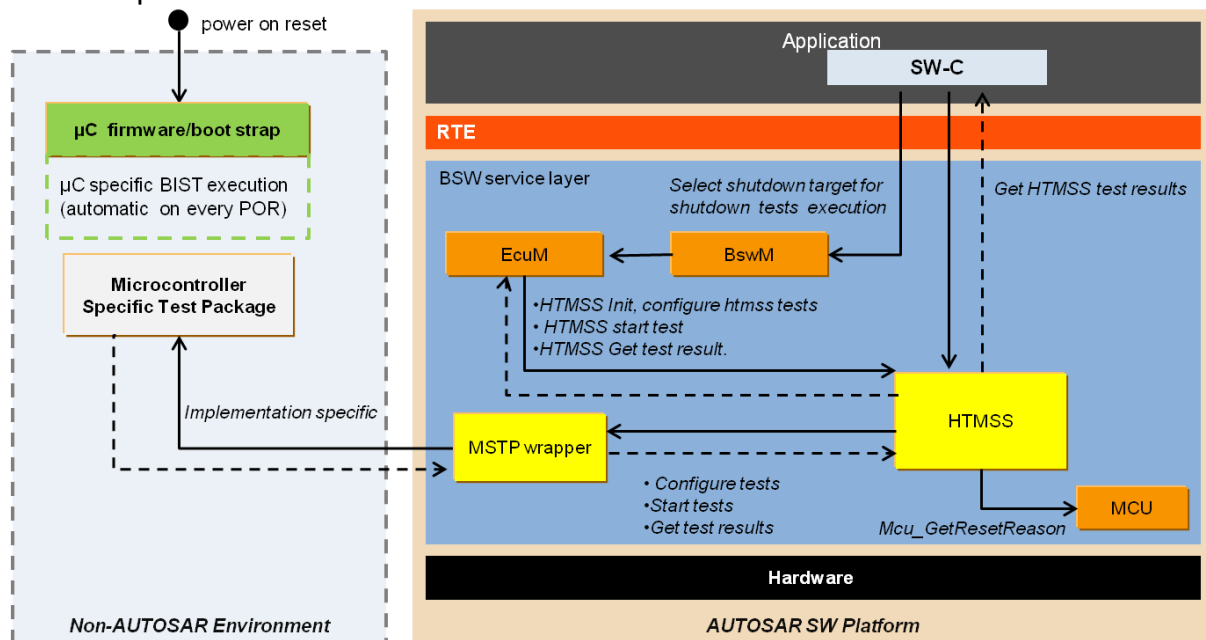 power on reset
µC firmware/boot strap
µC specific BIST execution
(automatic on every POR)
Microcontroller
Specific Test Package
Implementation specific
Non-AUTOSAR Environment
Application
SW-C
RTE
BSW service layer
Select shutdown target for
shutdown tests execution
Get HTMSS test results
EcuM
BswM
•HTMSS Init, configure htmss tests
• HTMSS start test
•HTMSS Get test result.
HTMSS
MSTP wrapper
• Configure tests
•Start tests
•Get test results
MCU
Mcu_GetResetReason
Hardware
AUTOSAR SW Platform